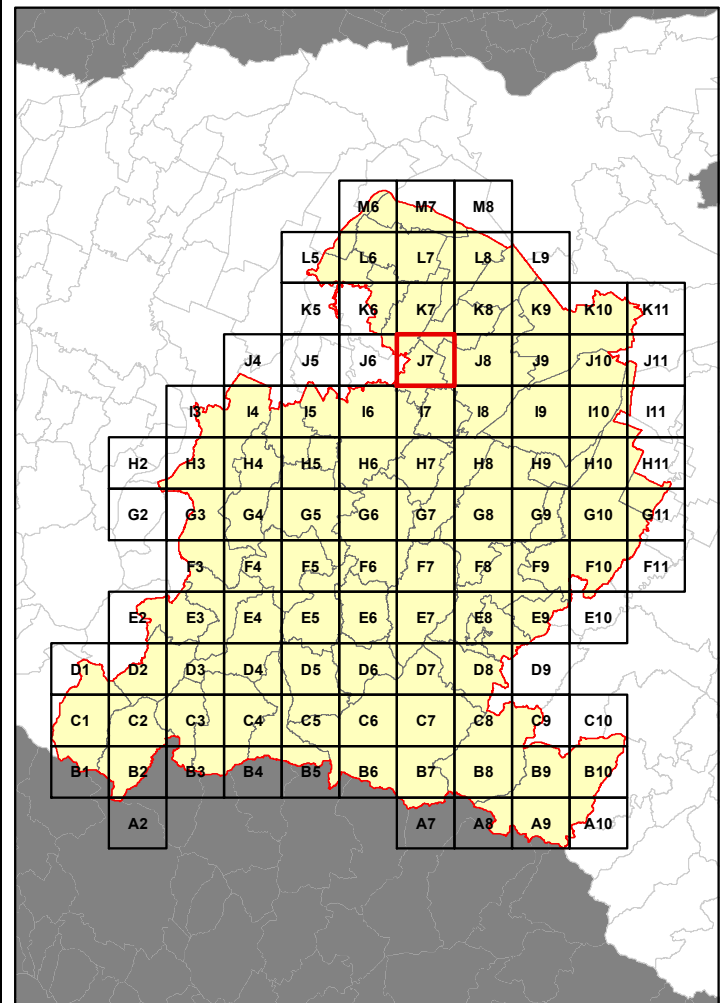 M6 M7 M8
L5 L6 L7 L8 L9
K5 K6 K7 K8 K9 K10 K11
J4 J5 J6 J7 J8 J9 J10 J11
I3 I4 I5 I6 I7 I8 I9 I10 I11
H2 H3 H4 H5 H6 H7 H8 H9 H10 H11
G2 G3 G4 G5 G6 G7 G8 G9 G10 G11
F3 F4 F5 F6 F7 F8 F9 F10 F11
E2 E3 E4 E5 E6 E7 E8 E9 E10
D1 D2 D3 D4 D5 D6 D7 D8 D9
C1 C2 C3 C4 C5 C6 C7 C8 C9 C10
B1 B2 B3 B4 B5 B6 B7 B8 B9 B10
A2 A7 A8 A9 A10